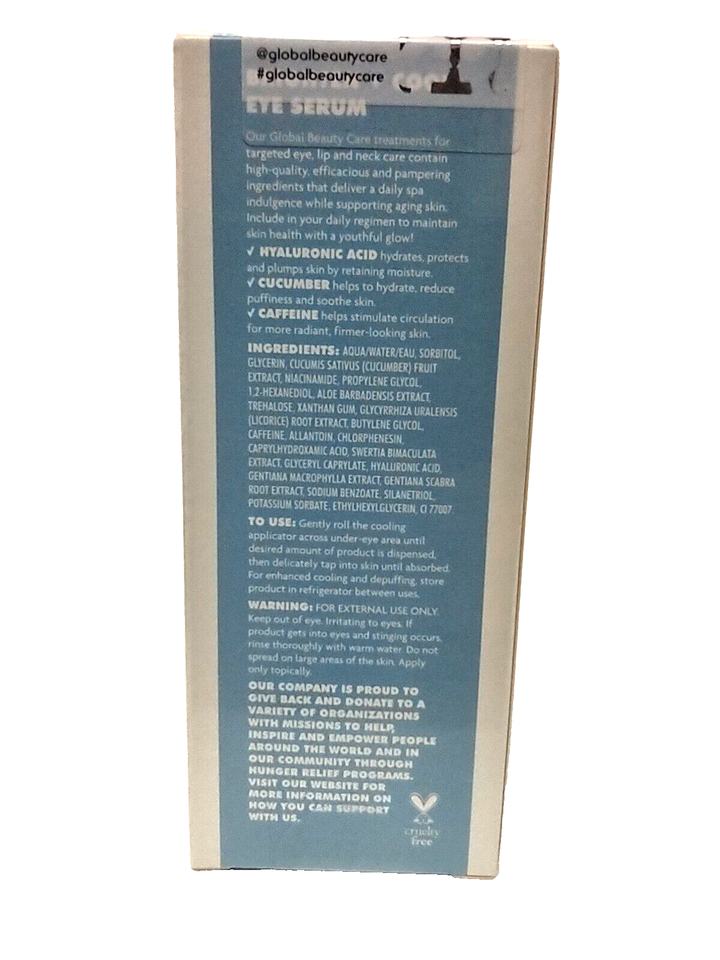 @globalbeautycare
#globalbeautycare
EYE SERUM
Our Global Beauty Care treatments for
targeted eye, lip and neck care contain
high-quality, efficacious and pampering
ingredients that deliver a daily spa
indulgence while supporting aging skin.
Include in your daily regimen to maintain
skin health with a youthful glow!
✓ HYALURONIC ACID hydrates, protects
and plumps skin by retaining moisture.
✓ CUCUMBER helps to hydrate, reduce
puffiness and soothe skin.
✓ CAFFEINE helps stimulate circulation
for more radiant, firmer-looking skin.
INGREDIENTS: AQUA/WATER/EAU, SORBITOL,
GLYCERIN, CUCUMIS SATIVUS (CUCUMBER) FRUIT
EXTRACT, NIACINAMIDE, PROPYLENE GLYCOL,
1,2-HEXANEDIOL, ALOE BARBADENSIS EXTRACT,
TREHALOSE, XANTHAN GUM, GLYCYRRHIZA URALENSIS
(LICORICE) ROOT EXTRACT, BUTYLENE GLYCOL,
CAFFEINE, ALLANTOIN, CHLORPHENESIN,
CAPRYLHYDROXAMIC ACID, SWERTIA BIMACULATA
EXTRACT, GLYCERYL CAPRYLATE, HYALURONIC ACID,
GENTIANA MACROPHYLLA EXTRACT, GENTIANA SCABRA
ROOT EXTRACT, SODIUM BENZOATE, SILANETRIOL,
POTASSIUM SORBATE, ETHYLHEXYLGLYCERIN, CI 77007
TO USE: Gently roll the cooling
applicator across under-eye area until
desired amount of product is dispensed,
then delicately tap into skin until absorbed.
For enhanced cooling and depuffing, store
product in refrigerator between uses.
WARNING: FOR EXTERNAL USE ONLY.
Keep out of eye. Irritating to eyes. If
product gets into eyes and stinging occurs,
rinse thoroughly with warm water. Do not
spread on large areas of the skin. Apply
only topically.
OUR COMPANY IS PROUD TO
GIVE BACK AND DONATE TO A
VARIETY OF ORGANIZATIONS
WITH MISSIONS TO HELP,
INSPIRE AND EMPOWER PEOPLE
AROUND THE WORLD AND IN
OUR COMMUNITY THROUGH
HUNGER RELIEF PROGRAMS.
VISIT OUR WEBSITE FOR
MORE INFORMATION ON
HOW YOU CAN SUPPORT
WITH US.
cruelty
free